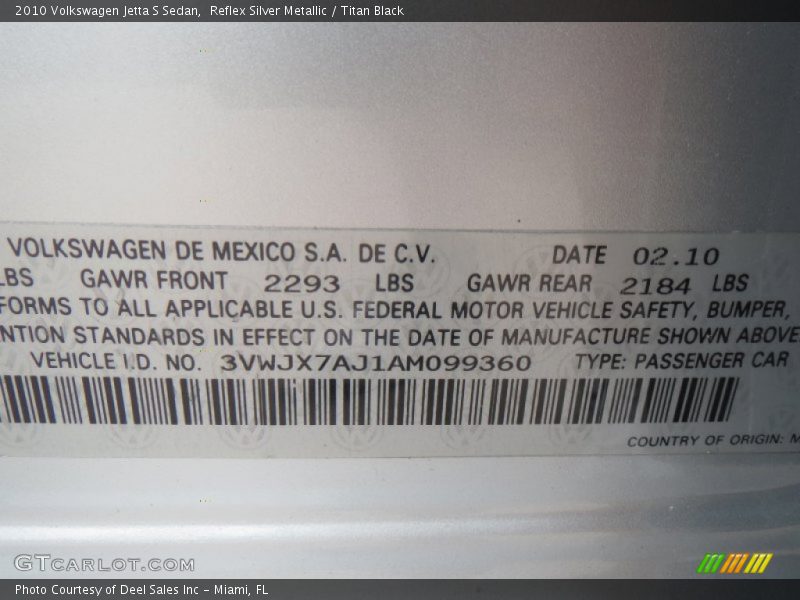 2010 Volkswagen Jetta S Sedan, Reflex Silver Metallic / Titan Black
VOLKSWAGEN DE MEXICO S.A. DE C.V. DATE 02.10
LBS GAWR FRONT 2293 LBS GAWR REAR 2184 LBS
FORMS TO ALL APPLICABLE U.S. FEDERAL MOTOR VEHICLE SAFETY, BUMPER,
NTION STANDARDS IN EFFECT ON THE DATE OF MANUFACTURE SHOWN ABOVE.
VEHICLE I.D. NO. 3VWJX7AJ1AM099360 TYPE: PASSENGER CAR
COUNTRY OF ORIGIN: M
GTCARLOT.COM
Photo Courtesy of Deel Sales Inc - Miami, FL